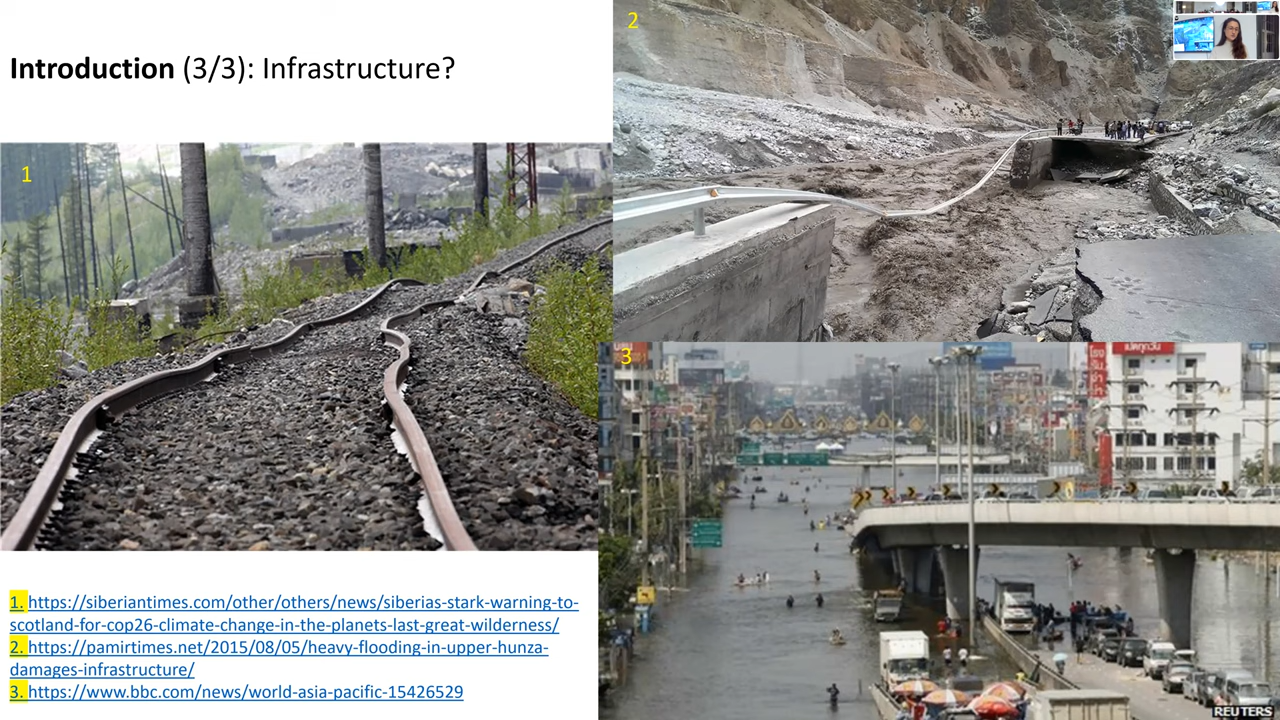 Introduction (3/3): Infrastructure?
1
2
3
1. https://siberiantimes.com/other/others/news/siberias-stark-warning-to-
scotland-for-cop26-climate-change-in-the-planets-last-great-wilderness/
2. https://pamirtimes.net/2015/08/05/heavy-flooding-in-upper-hunza-
damages-infrastructure/
3. https://www.bbc.com/news/world-asia-pacific-15426529
REUTERS